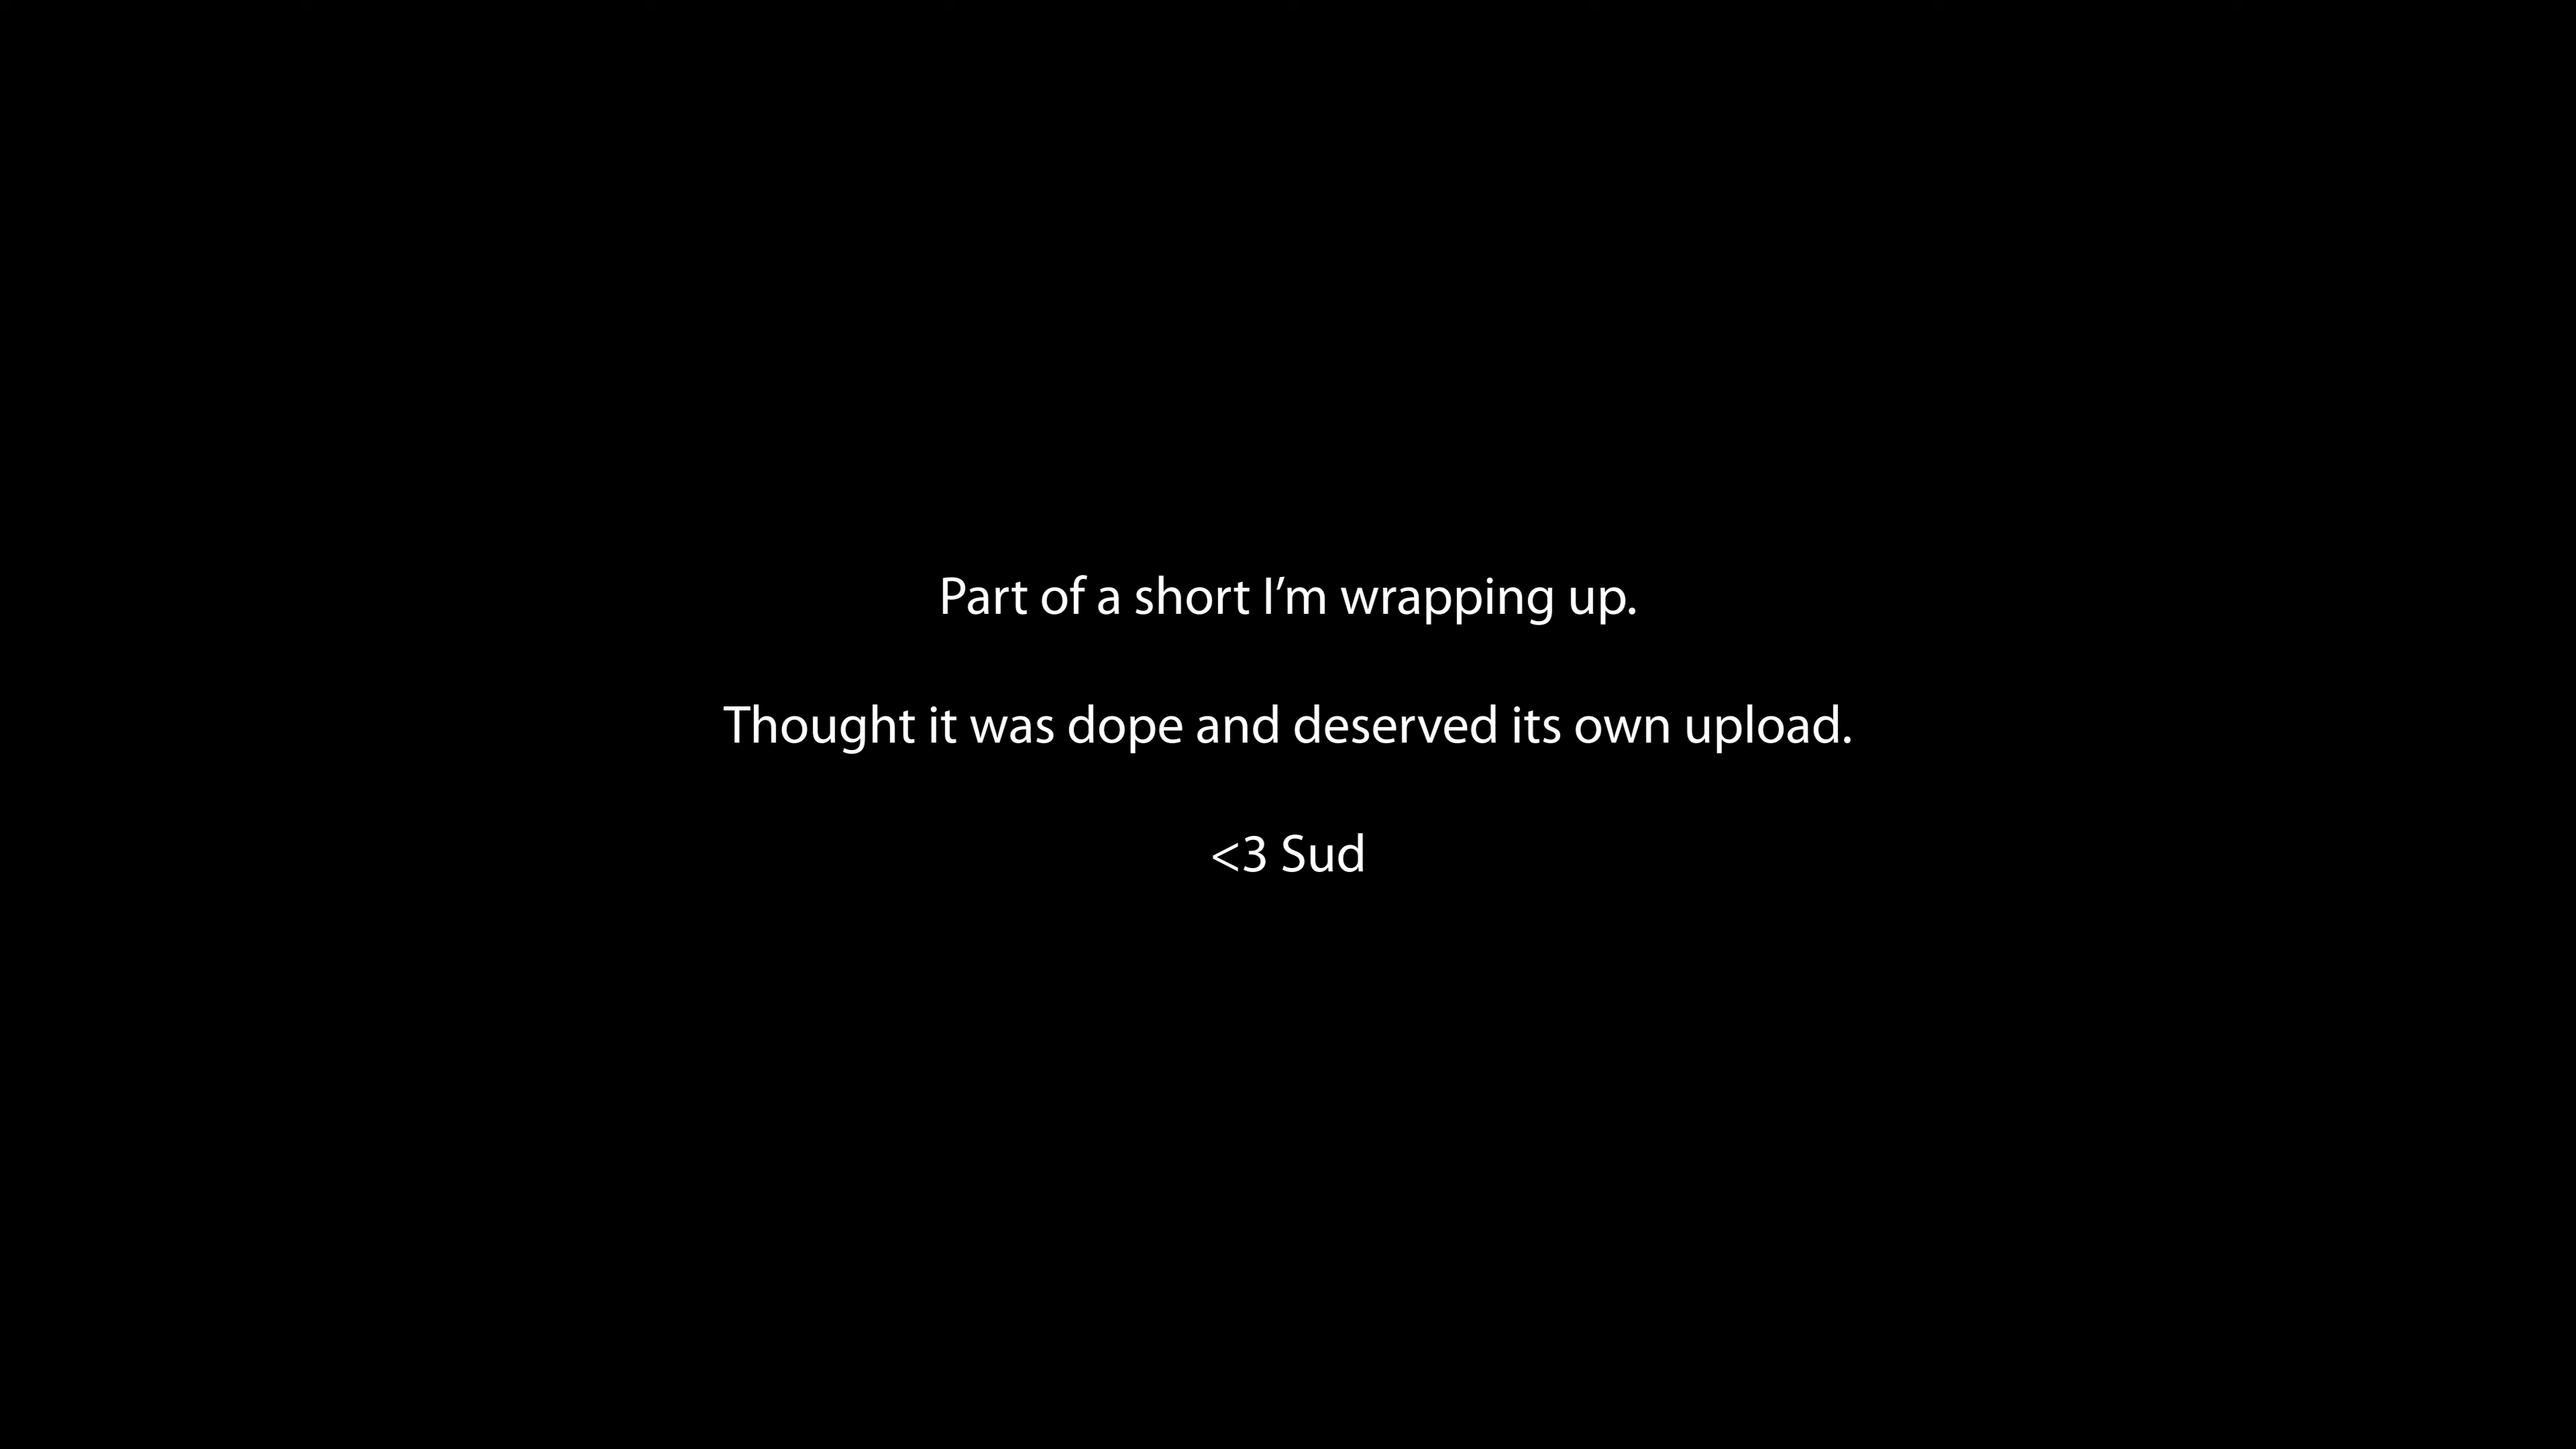 Part of a short I’m wrapping up.
Thought it was dope and deserved its own upload.
<3 Sud